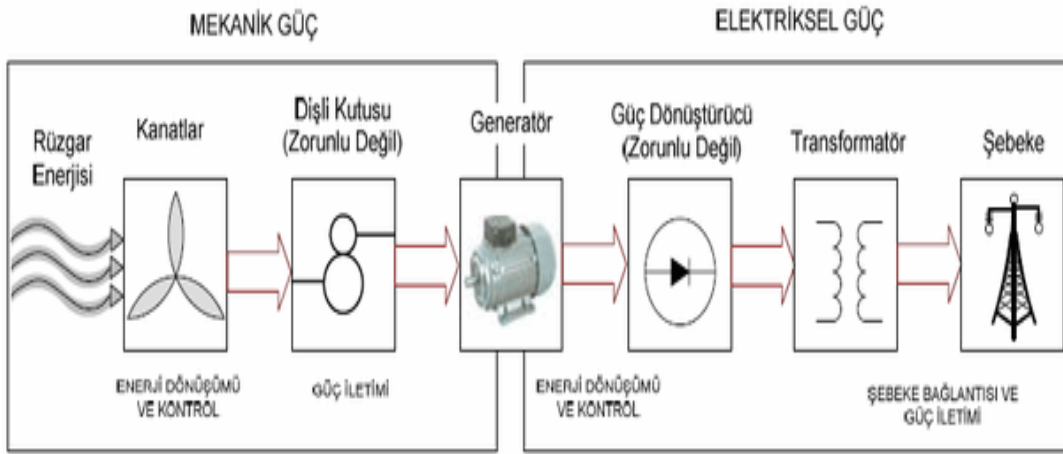 MEKANİK GÜÇ
ELEKTRİKSEL GÜÇ
Rüzgar
Enerjisi
Kanatlar
Dişli Kutusu
(Zorunlu Değil)
Generatör
Güç Dönüştürücü
(Zorunlu Değil)
Transformatör
Şebeke
ENERJİ DÖNÜŞÜMÜ
VE KONTROL
GÜÇ İLETİMİ
ENERJİ DÖNÜŞÜMÜ
VE KONTROL
ŞEBEKE BAĞLANTISI VE
GÜÇ İLETİMİ